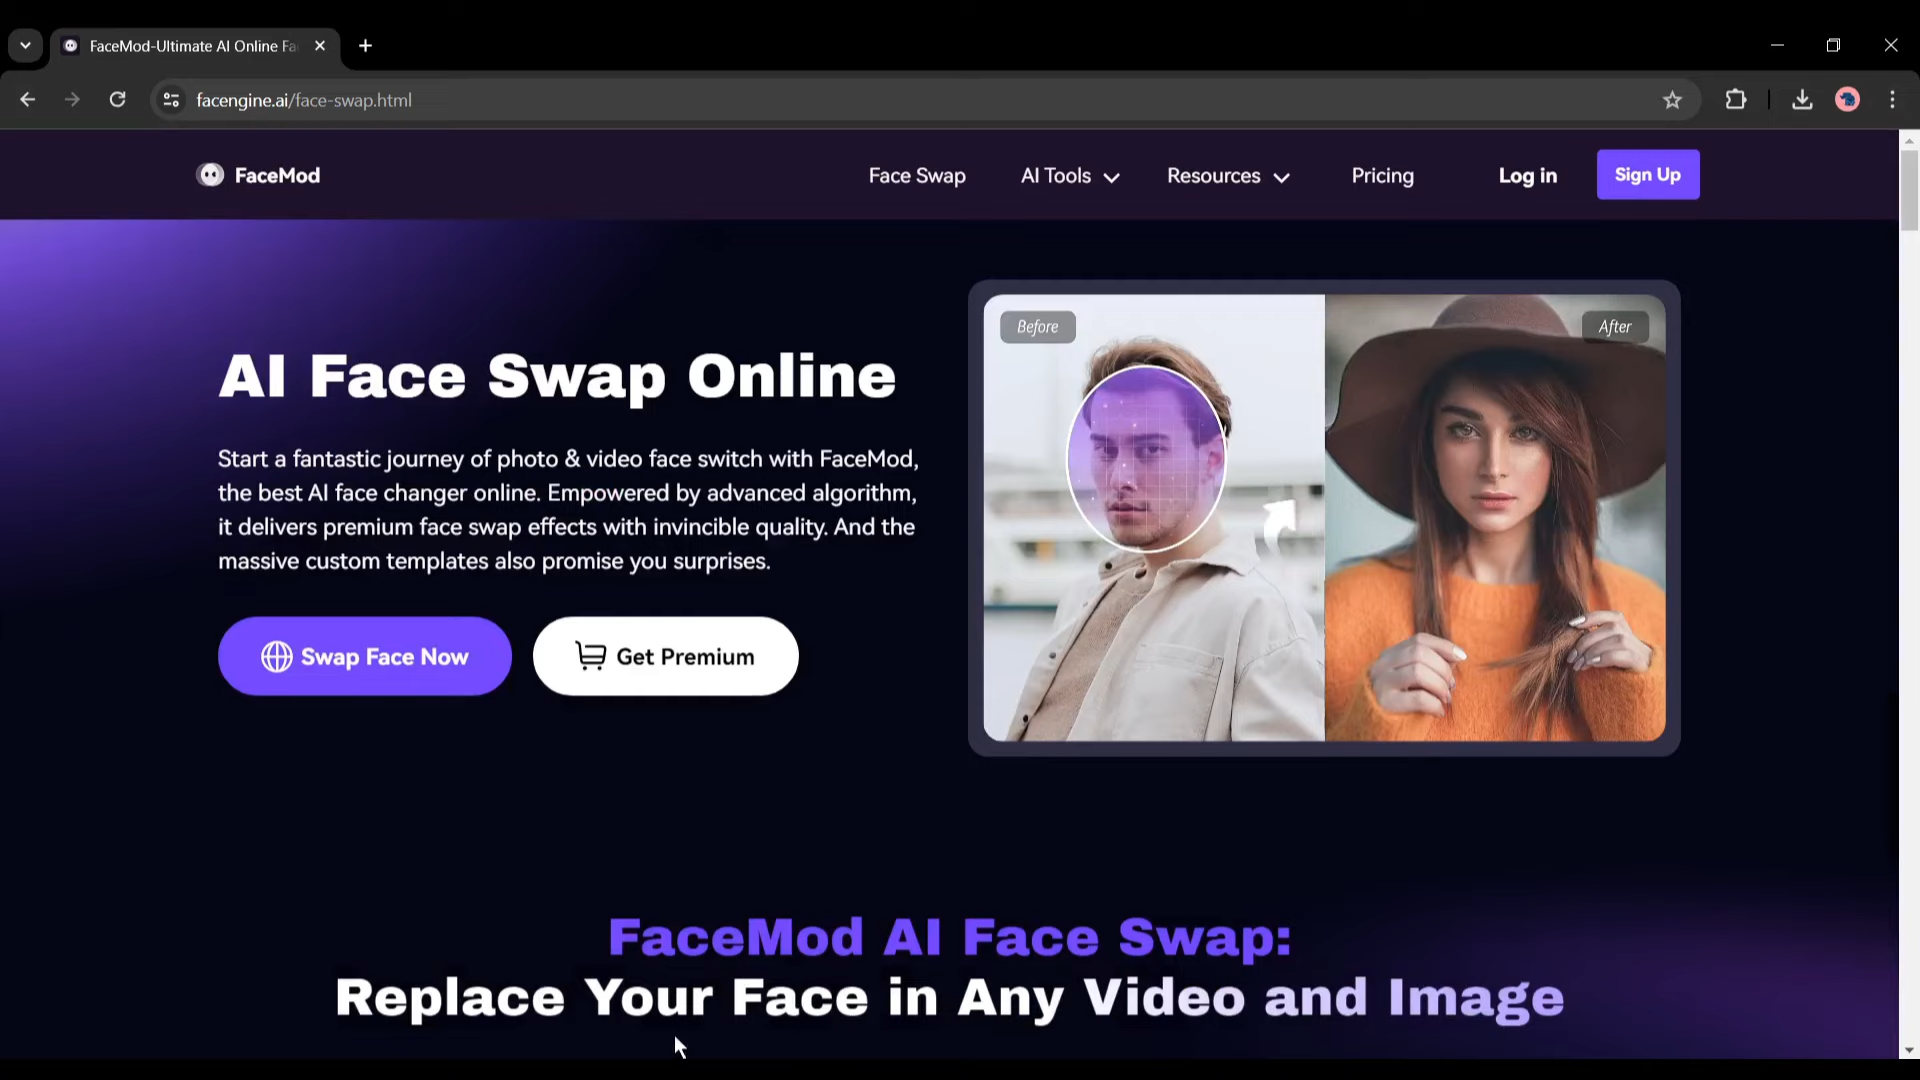 FaceMod-Ultimate AI Online Fa
facengine.ai/face-swap.html
FaceMod
Face Swap
AI Tools
Resources
Pricing
Log in
Sign Up
AI Face Swap Online
Start a fantastic journey of photo & video face switch with FaceMod,
the best AI face changer online. Empowered by advanced algorithm,
it delivers premium face swap effects with invincible quality. And the
massive custom templates also promise you surprises.
Swap Face Now
Get Premium
Before
After
FaceMod AI Face Swap:
Replace Your Face in Any Video and Image